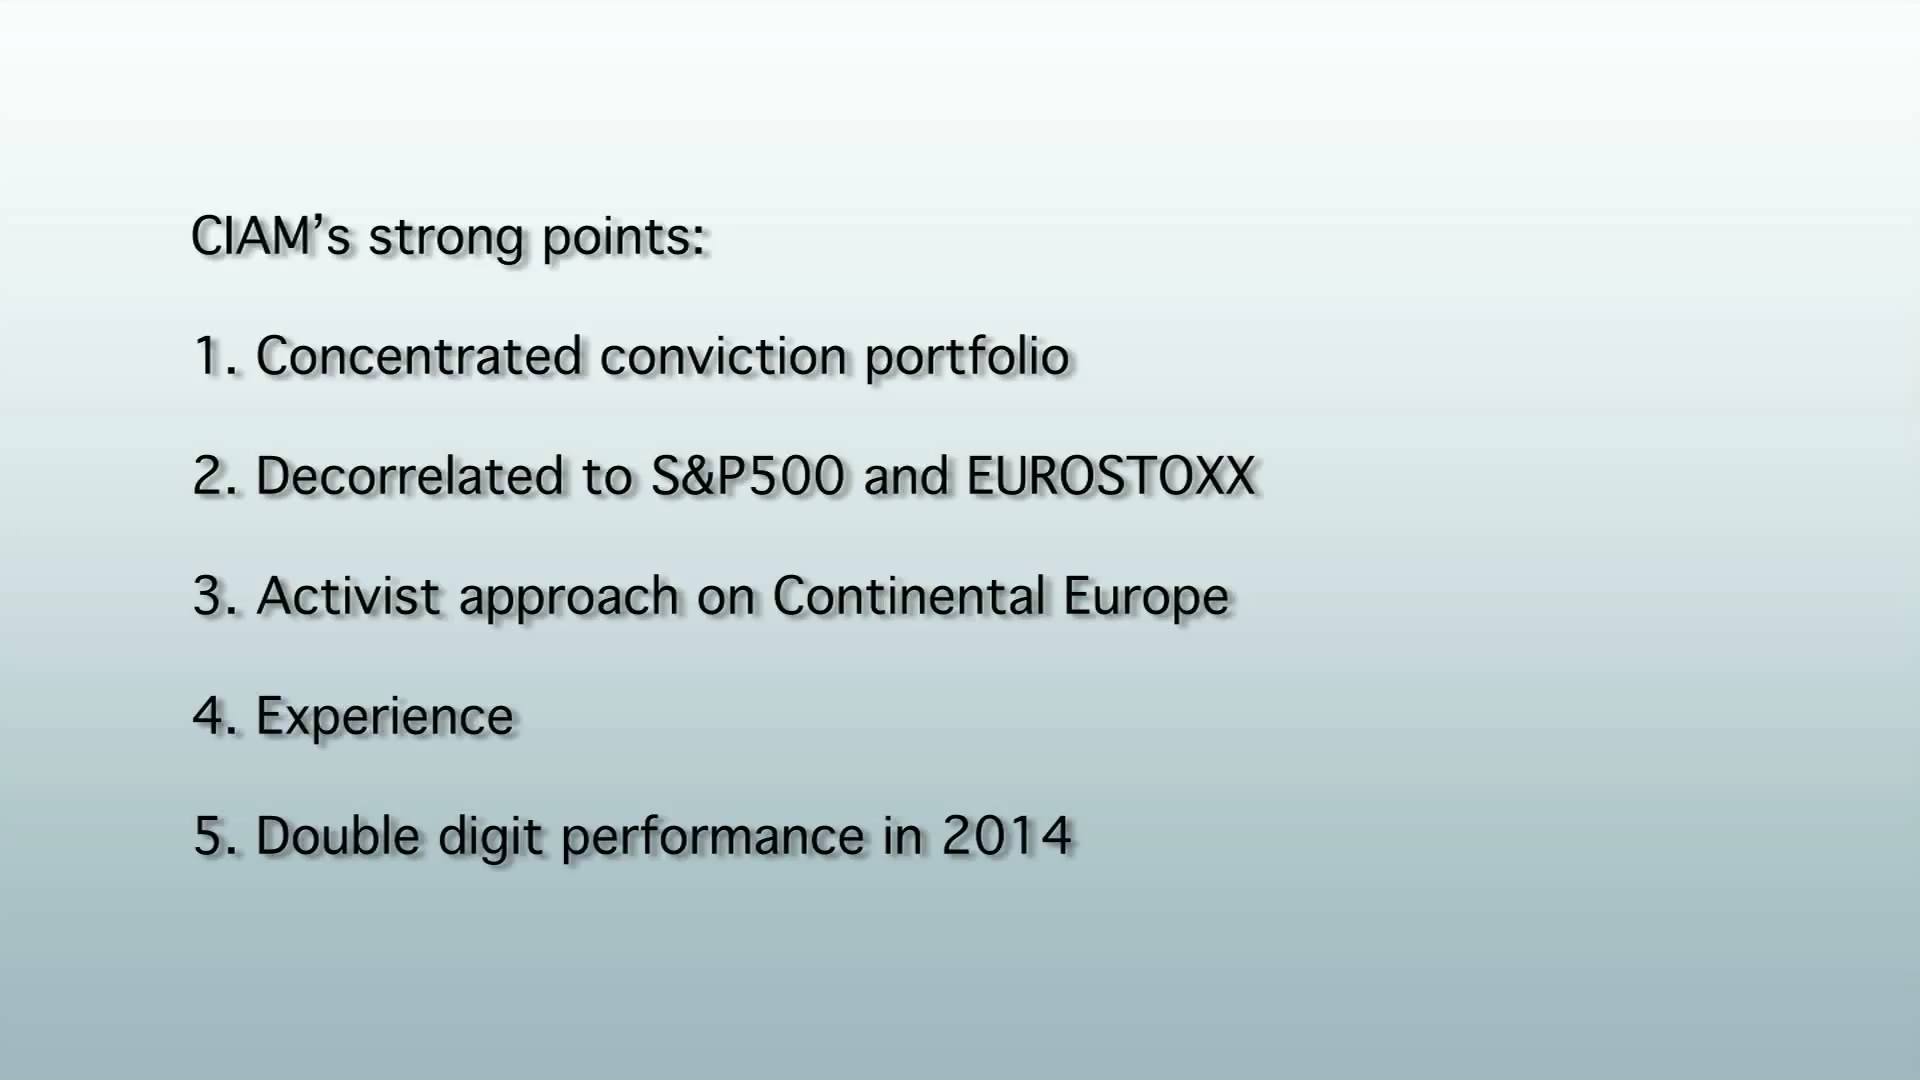 CIAM’s strong points:
1. Concentrated conviction portfolio
2. Decorrelated to S&P500 and EUROSTOXX
3. Activist approach on Continental Europe
4. Experience
5. Double digit performance in 2014